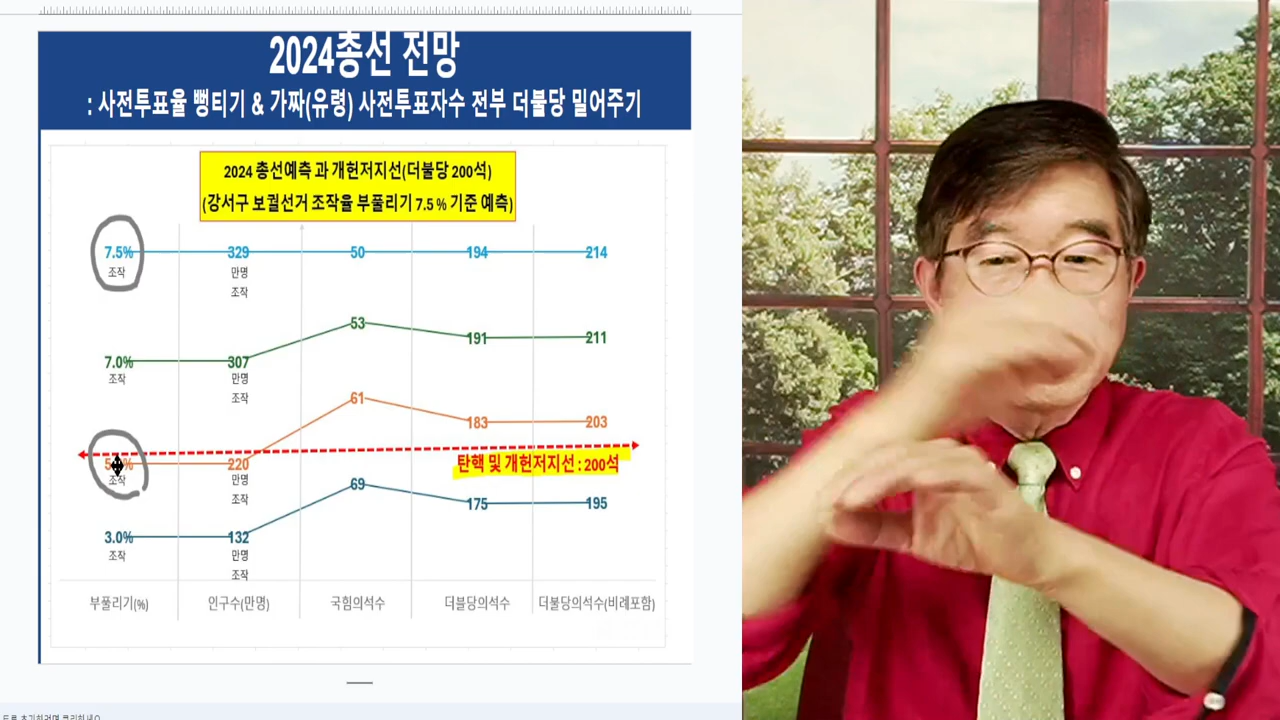 2024총선 전망
: 사전투표율 뻥티기 & 가짜(유령) 사전투표자수 전부 더불당 밀어주기
2024 총선예측 과 개헌저지선(더불당 200석)
(강서구 보궐선거 조작율 부풀리기 7.5 % 기준 예측)
7.5% 329 50 194 214
조작 만명
조작
7.0% 307 53 191 211
조작 만명
조작
61 183 203
220
탄핵 및 개헌저지선 : 200석
조작 만명
조작
3.0% 132 69 175 195
조작 만명
조작
부풀리기(%) 인구수(만명) 국힘의석수 더블당의석수 더불당의석수(비례포함)